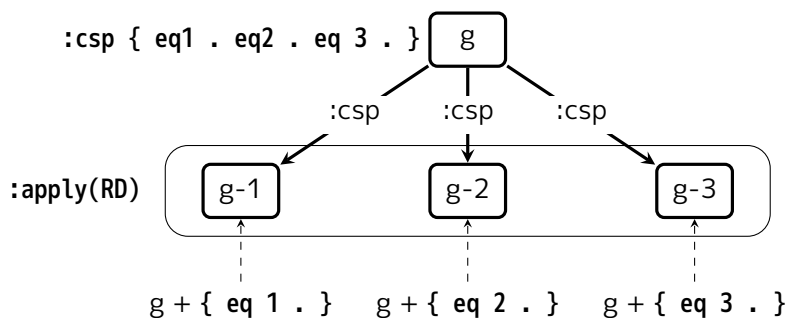 :csp { eq1 . eq2 . eq 3 . } g
:csp :csp :csp
:apply(RD) g-1 g-2 g-3
g + { eq 1 . } g + { eq 2 . } g + { eq 3 . }